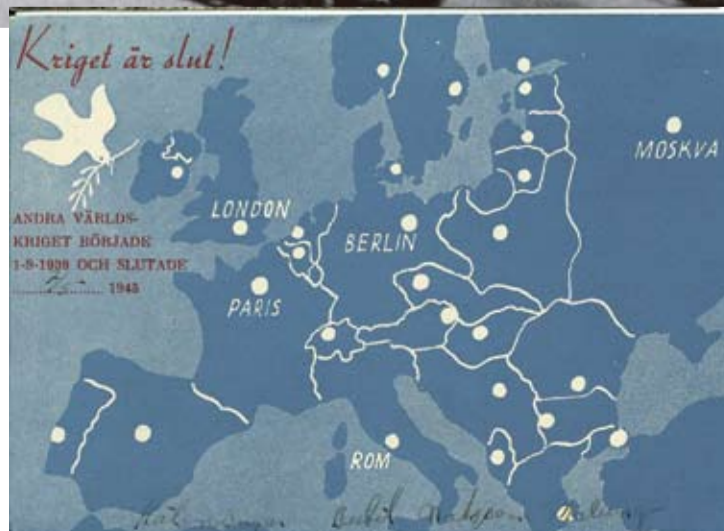 Kriget är slut!
ANDRA VÄRLDS-
KRIGET BÖRJADE
1-9-1939 OCH SLUTADE
1945
LONDON
BERLIN
MOSKVA
PARIS
ROM